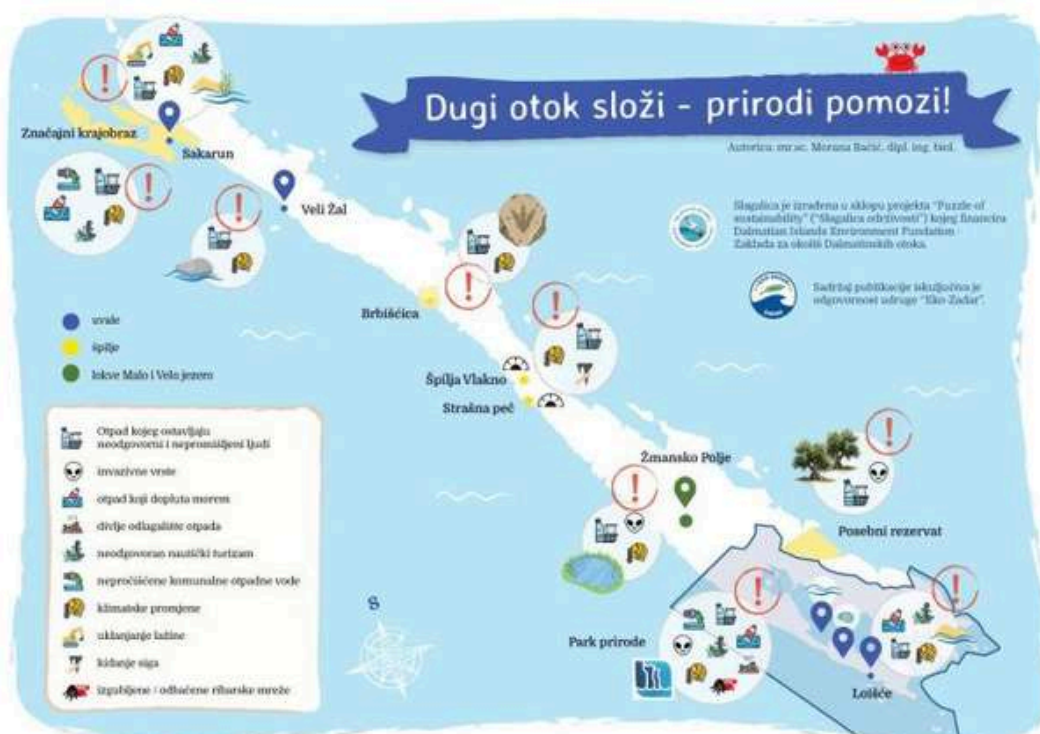 Dugi otok složi - prirodi pomozi!
Autorica: mr.sc. Morana Bačić, dipl. ing. biol.
Značajni krajobraz
Sakarun
Veli Žal
Slagalica je izrađena u sklopu projekta "Puzzle of
sustainability" ("Slagalica održivosti") kojeg financira
Dalmatian Islands Environment Foundation -
Zaklada za okoliš Dalmatinskih otoka.
Sadržaj publikacije isključiva je
odgovornost udruge "Eko-Zadar".
Brbišćica
uvale
špilje
lokve Malo i Velo jezero
Špilja Vlakno
Strašna peć
Otpad kojeg ostavljaju
neodgovorni i nepromišljeni ljudi
invazivne vrste
otpad koji dopluta morem
divlje odlagalište otpada
neodgovoran nautički turizam
nepročišćene komunalne otpadne vode
klimatske promjene
uklanjanje lažine
kidanje siga
izgubljene / odbačene ribarske mreže
Žmansko Polje
Posebni rezervat
Park prirode
Lojišće
S